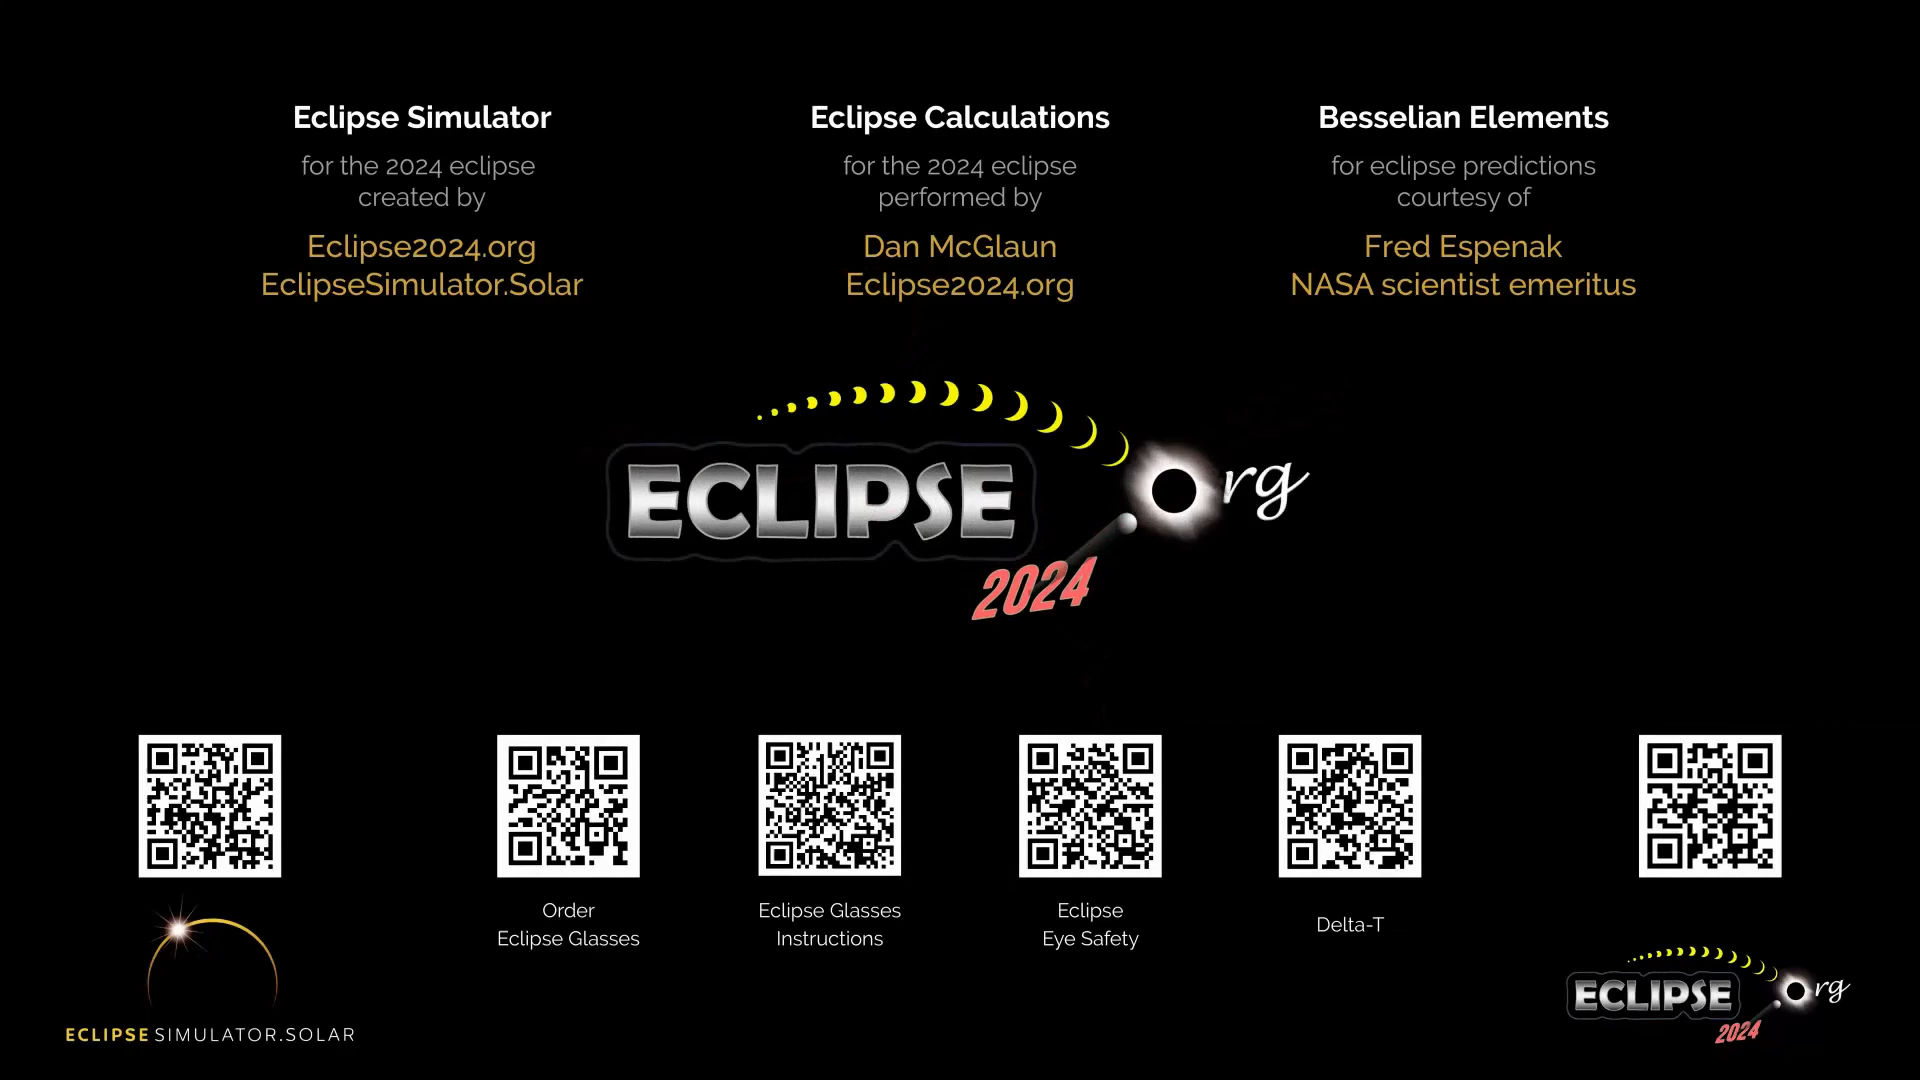 Eclipse Simulator
for the 2024 eclipse
created by
Eclipse2024.org
EclipseSimulator.Solar
Eclipse Calculations
for the 2024 eclipse
performed by
Dan McGlaun
Eclipse2024.org
Besselian Elements
for eclipse predictions
courtesy of
Fred Espenak
NASA scientist emeritus
ECLIPSE Org
2024
Order
Eclipse Glasses
Eclipse Glasses
Instructions
Eclipse
Eye Safety
Delta-T
ECLIPSESIMULATOR.SOLAR
ECLIPSE Org
2024